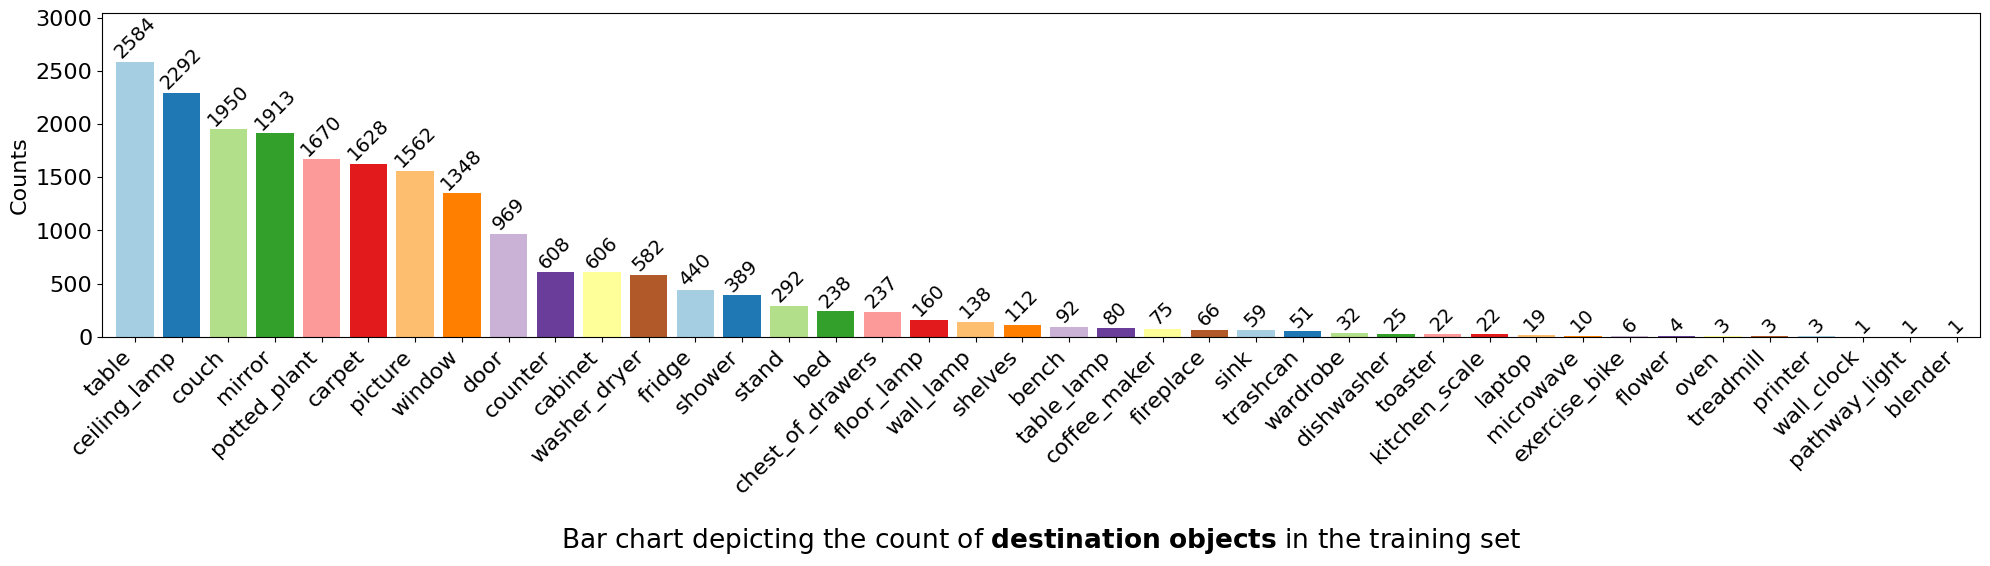 3000
2500
2000
1500
1000
500
0
Counts
2584
2292
1950
1913
1670
1628
1562
1348
969
608
606
582
440
389
292
238
237
160
138
112
92
80
75
66
59
51
32
25
22
22
19
10
6
4
3
3
3
1
1
1
table
ceiling_lamp
couch
mirror
potted_plant
carpet
picture
window
door
counter
cabinet
washer_dryer
fridge
shower
stand
bed
chest_of_drawers
floor_lamp
wall_lamp
shelves
bench
table_lamp
coffee_maker
fireplace
sink
trashcan
wardrobe
dishwasher
toaster
kitchen_scale
laptop
microwave
exercise_bike
flower
oven
treadmill
printer
wall_clock
pathway_light
blender
Bar chart depicting the count of destination objects in the training set